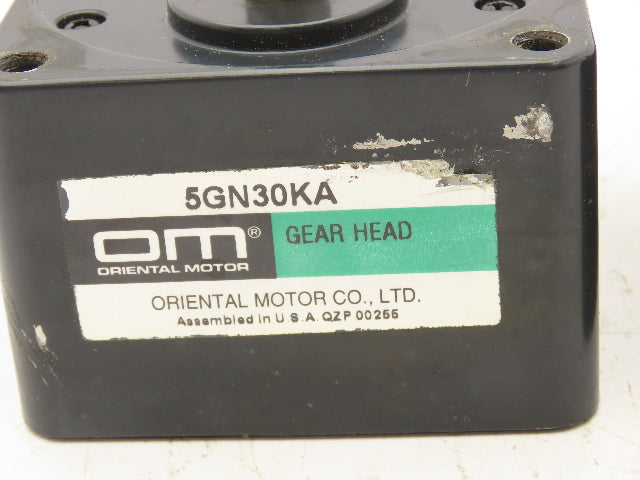 5GN30KA
om®
ORIENTAL MOTOR
GEAR HEAD
ORIENTAL MOTOR CO., LTD.
Assembled in U.S.A. QZP 00255